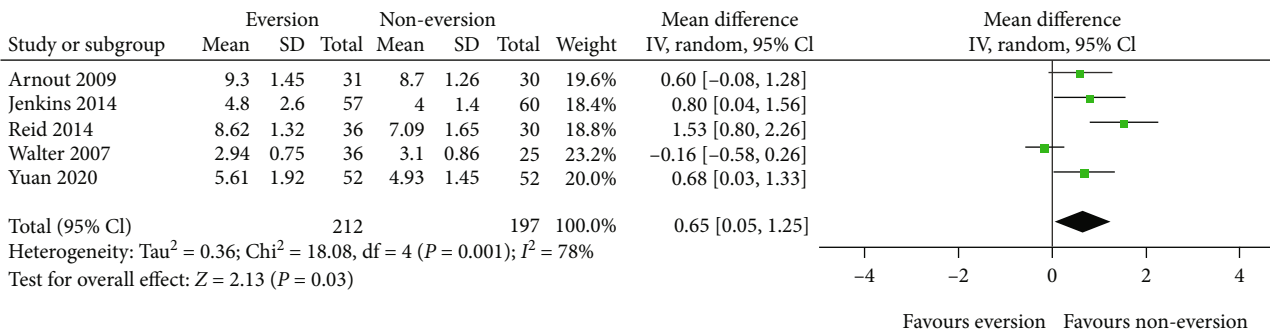 Eversion Non-eversion Mean difference Mean difference
Study or subgroup Mean SD Total Mean SD Total Weight IV, random, 95% Cl IV, random, 95% Cl
Arnout 2009 9.3 1.45 31 8.7 1.26 30 19.6% 0.60 [–0.08, 1.28]
Jenkins 2014 4.8 2.6 57 4 1.4 60 18.4% 0.80 [0.04, 1.56]
Reid 2014 8.62 1.32 36 7.09 1.65 30 18.8% 1.53 [0.80, 2.26]
Walter 2007 2.94 0.75 36 3.1 0.86 25 23.2% –0.16 [–0.58, 0.26]
Yuan 2020 5.61 1.92 52 4.93 1.45 52 20.0% 0.68 [0.03, 1.33]
Total (95% Cl) 212 197 100.0% 0.65 [0.05, 1.25]
Heterogeneity: Tau² = 0.36; Chi² = 18.08, df = 4 (P = 0.001); I² = 78%
Test for overall effect: Z = 2.13 (P = 0.03)
–4 –2 0 2 4
Favours eversion Favours non-eversion